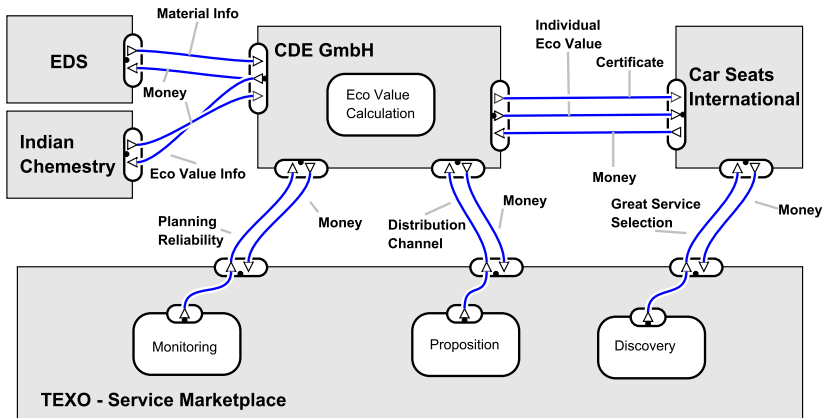 Material Info
EDS
Money
Indian
Chemestry
Eco Value Info
CDE GmbH
Eco Value
Calculation
Individual
Eco Value
Certificate
Money
Car Seats
International
Planning
Reliability
Money
Distribution
Channel
Money
Great Service
Selection
Money
Monitoring
Proposition
Discovery
TEXO - Service Marketplace